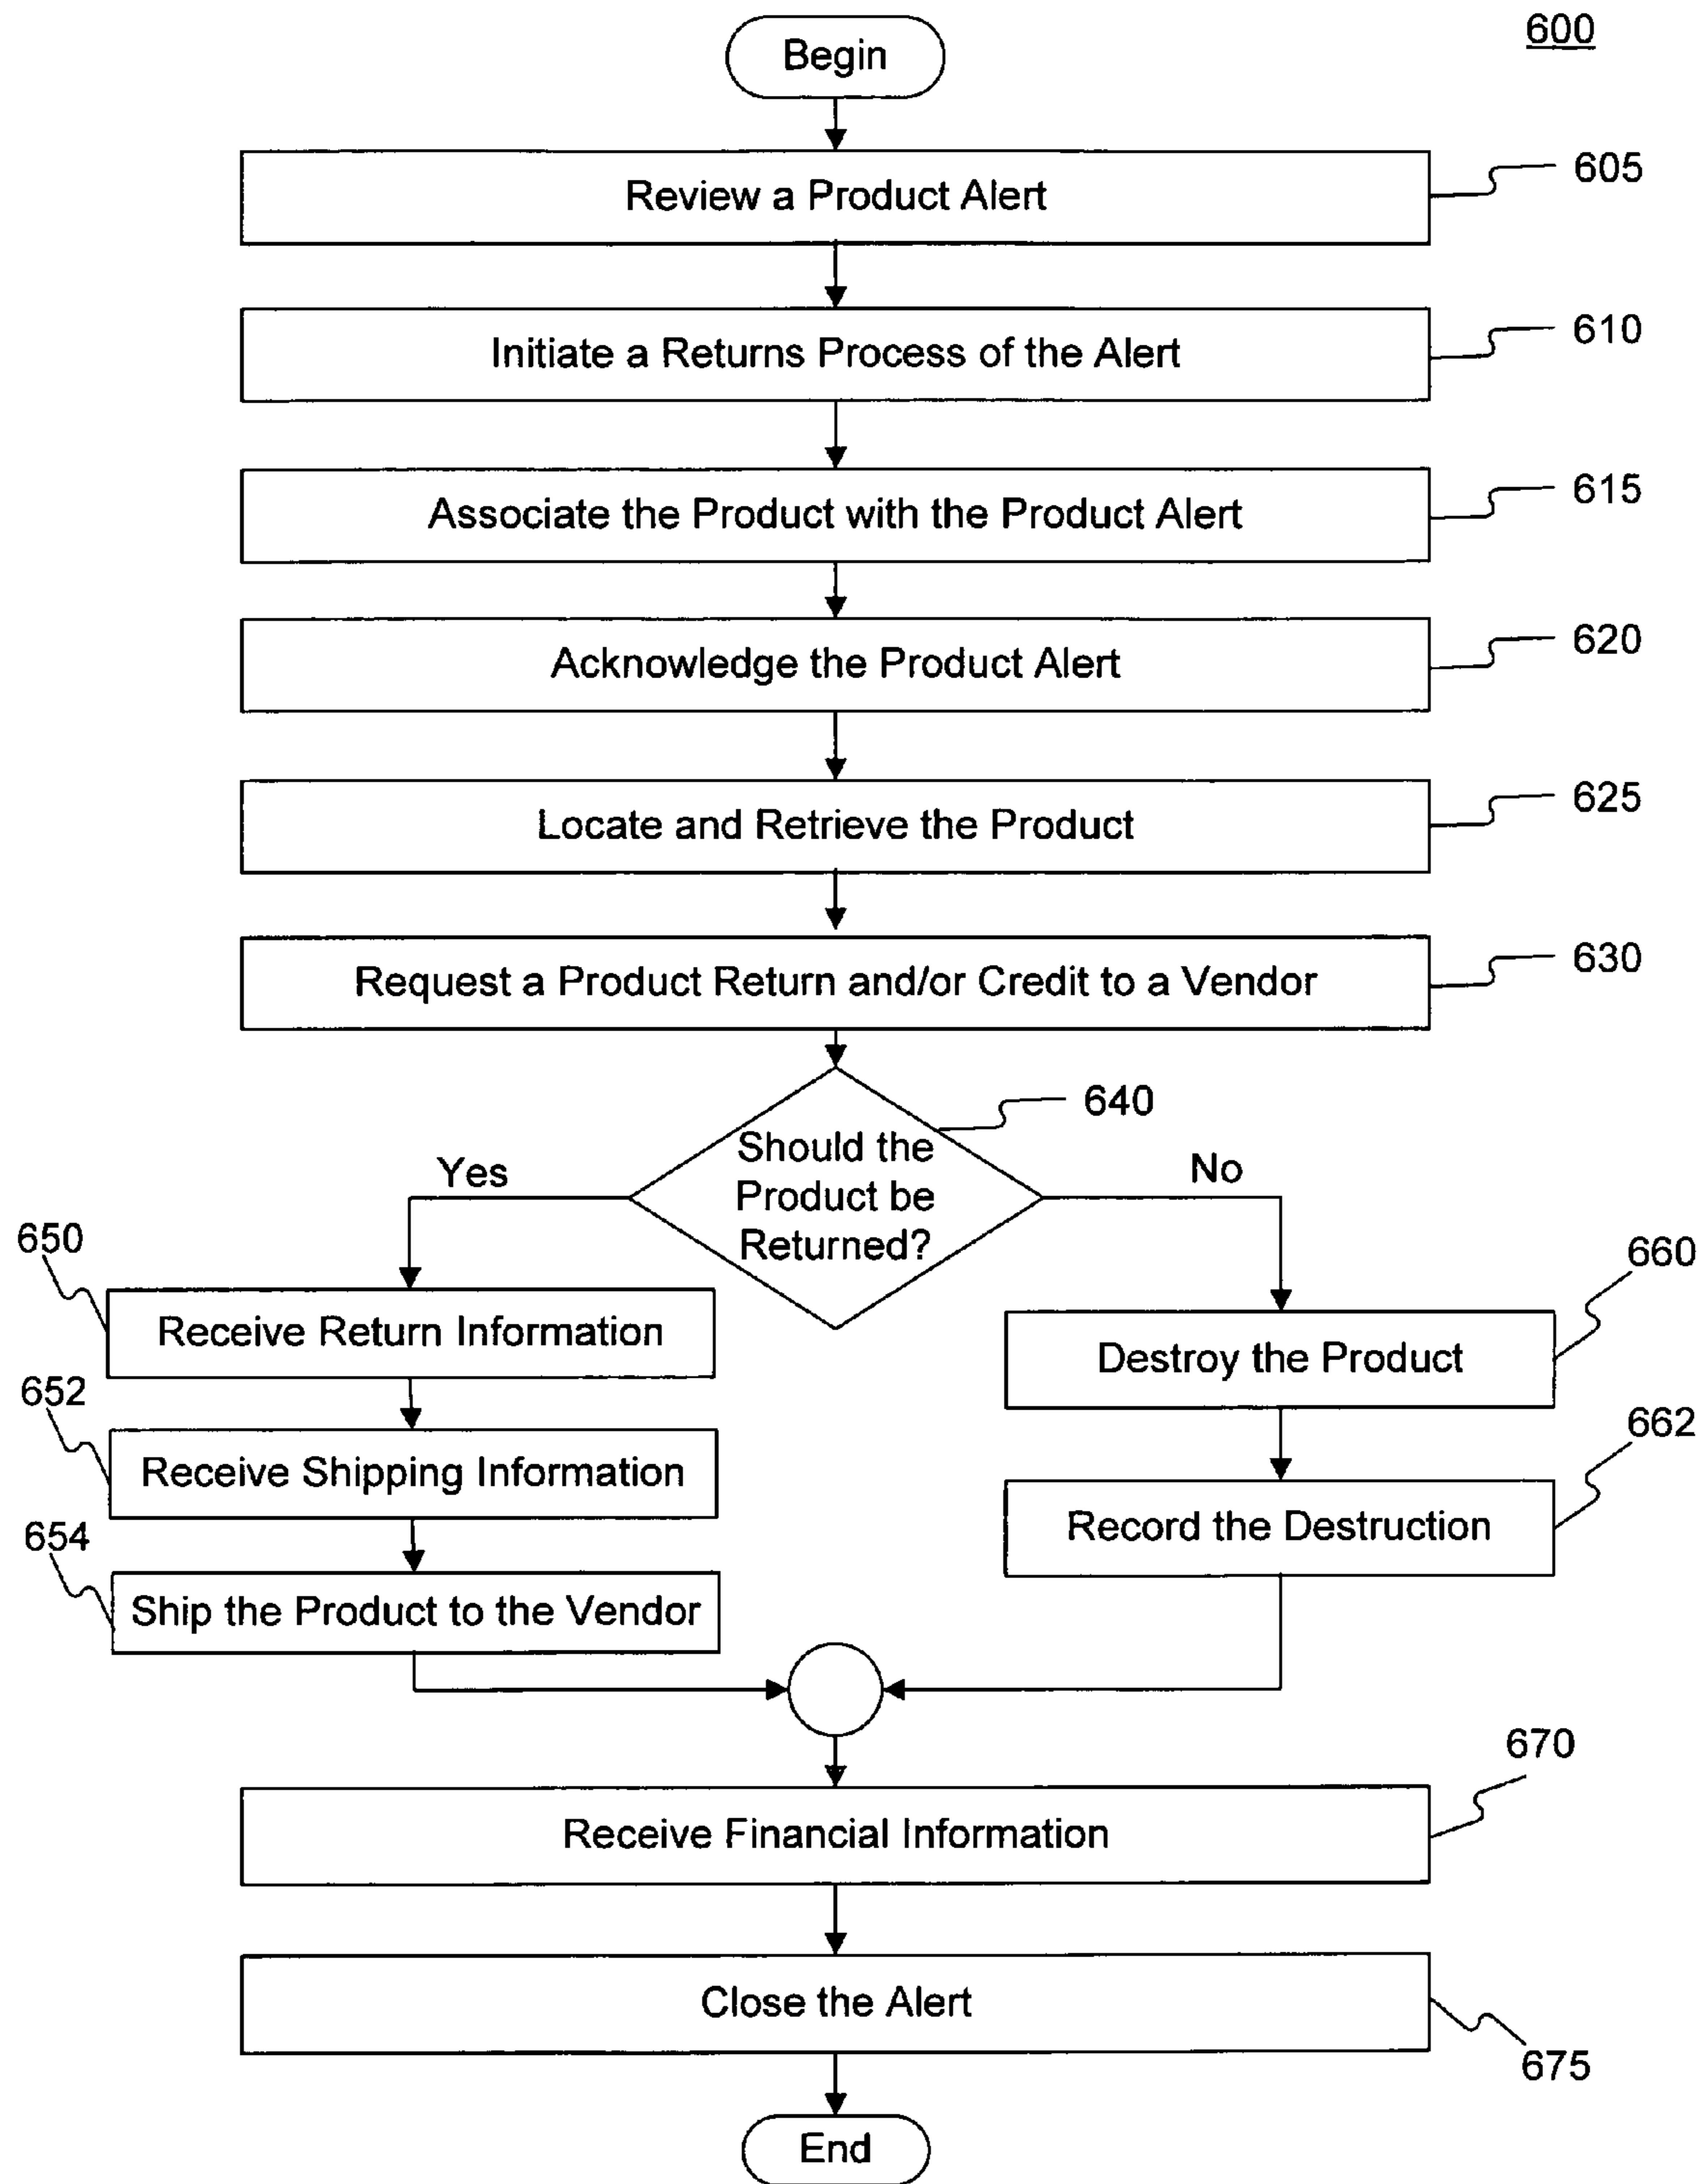 600
Begin
Review a Product Alert
605
Initiate a Returns Process of the Alert
610
Associate the Product with the Product Alert
615
Acknowledge the Product Alert
620
Locate and Retrieve the Product
625
Request a Product Return and/or Credit to a Vendor
630
640
Should the
Product be
Returned?
Yes
No
650
Receive Return Information
652
Receive Shipping Information
654
Ship the Product to the Vendor
660
Destroy the Product
662
Record the Destruction
670
Receive Financial Information
Close the Alert
675
End